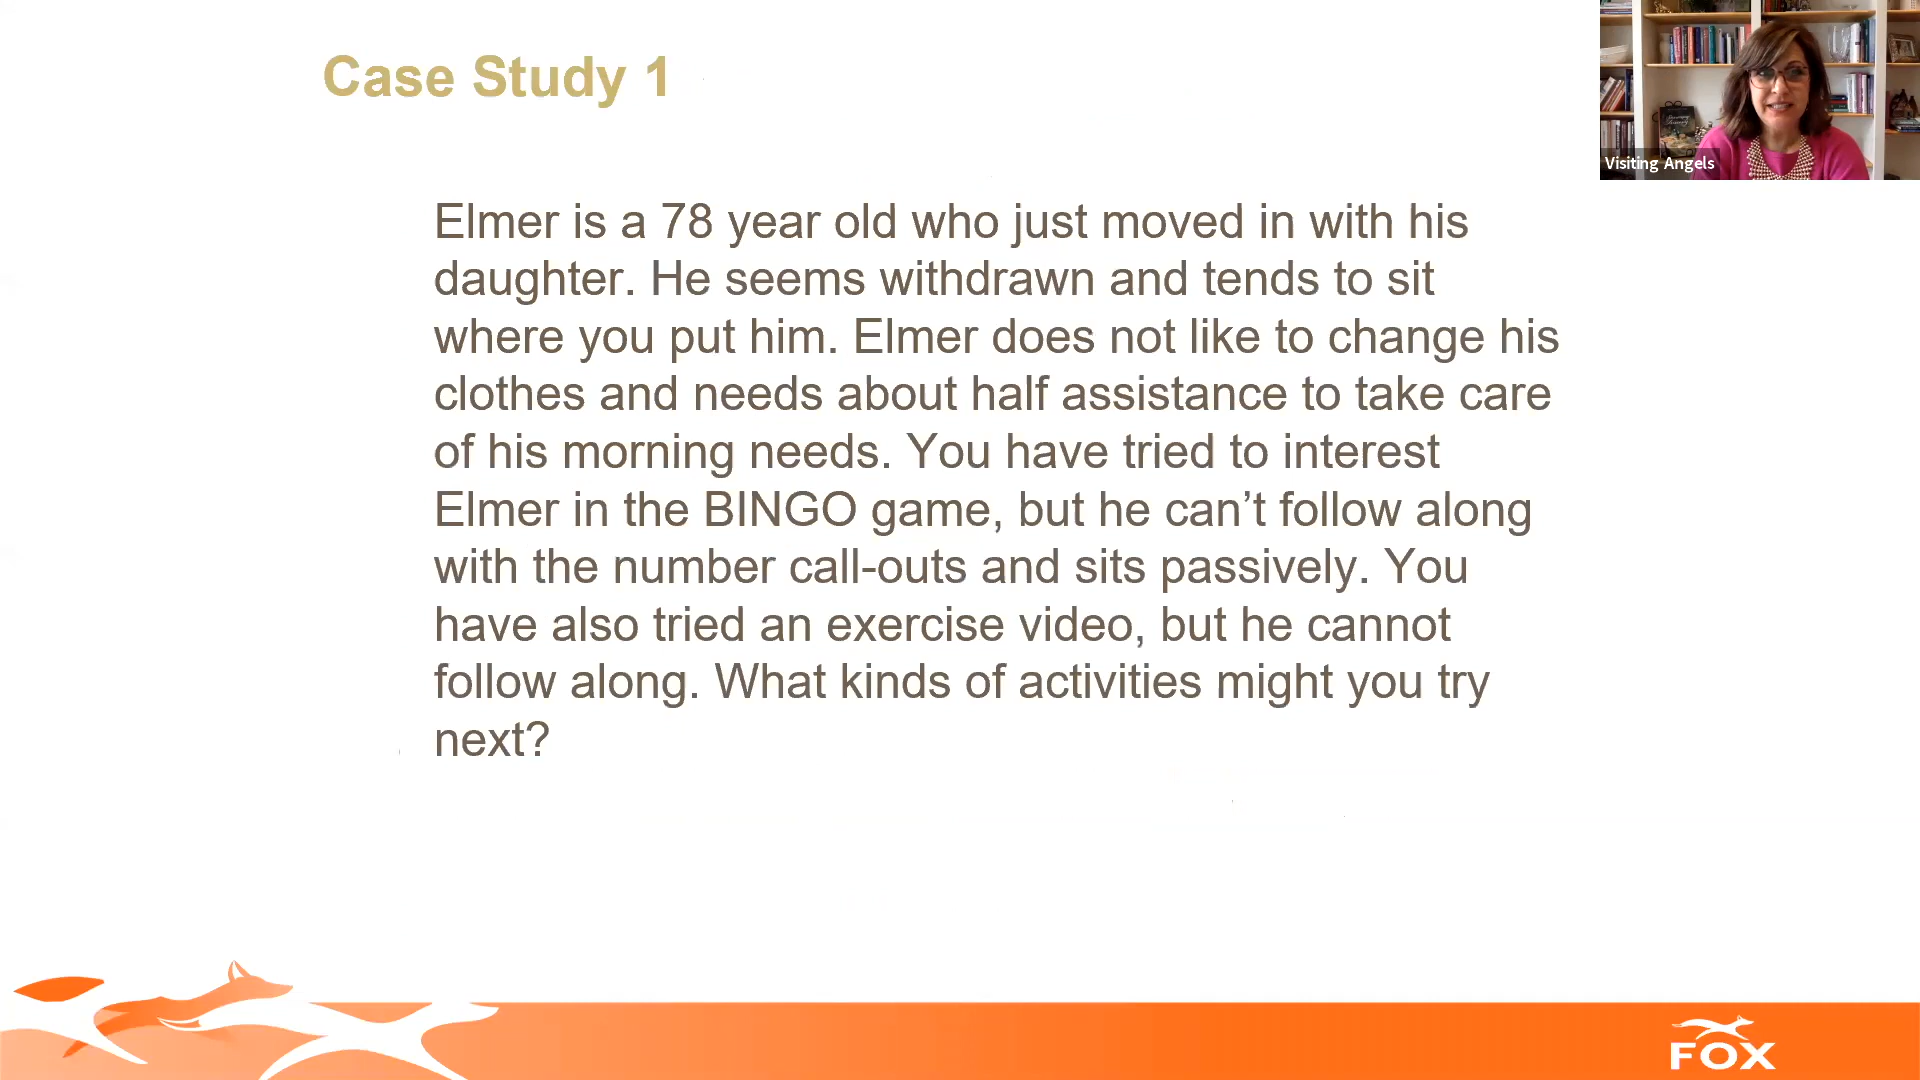 Case Study 1
Visiting Angels
Elmer is a 78 year old who just moved in with his
daughter. He seems withdrawn and tends to sit
where you put him. Elmer does not like to change his
clothes and needs about half assistance to take care
of his morning needs. You have tried to interest
Elmer in the BINGO game, but he can’t follow along
with the number call-outs and sits passively. You
have also tried an exercise video, but he cannot
follow along. What kinds of activities might you try
next?
FOX